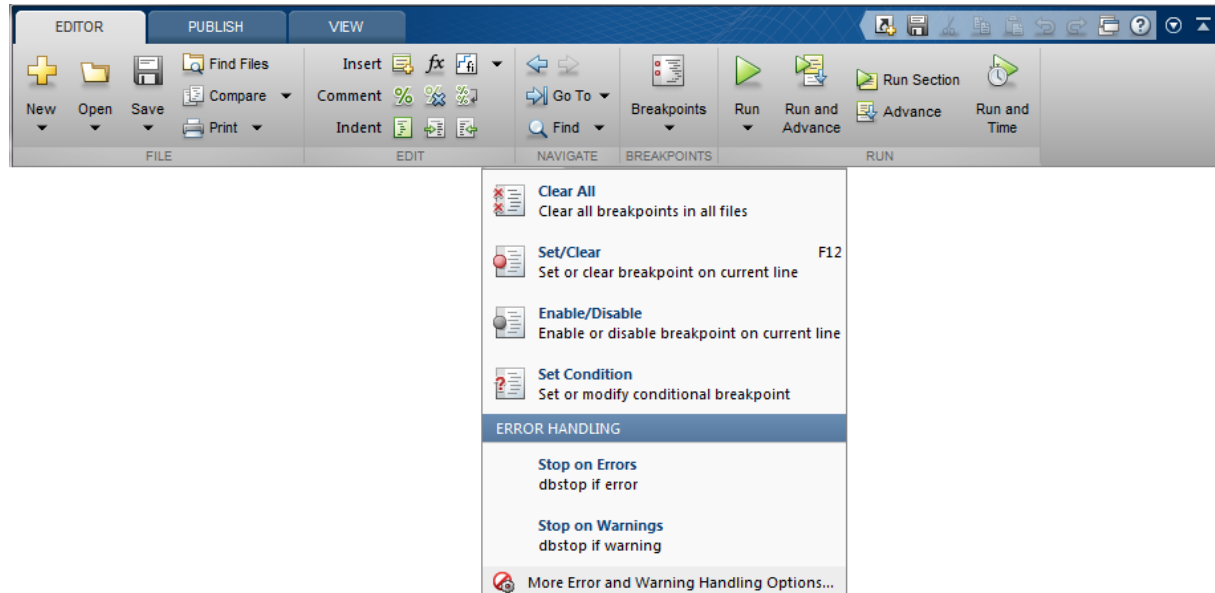 EDITOR PUBLISH VIEW
New
Open
Save
Find Files
Compare
Print
FILE
Insert fx fi
Comment % %
Indent
EDIT
Go To
Find
NAVIGATE
Breakpoints
BREAKPOINTS
Run
Run and
Advance
Run Section
Advance
Run and
Time
RUN
Clear All
Clear all breakpoints in all files
Set/Clear F12
Set or clear breakpoint on current line
Enable/Disable
Enable or disable breakpoint on current line
Set Condition
Set or modify conditional breakpoint
ERROR HANDLING
Stop on Errors
dbstop if error
Stop on Warnings
dbstop if warning
More Error and Warning Handling Options...